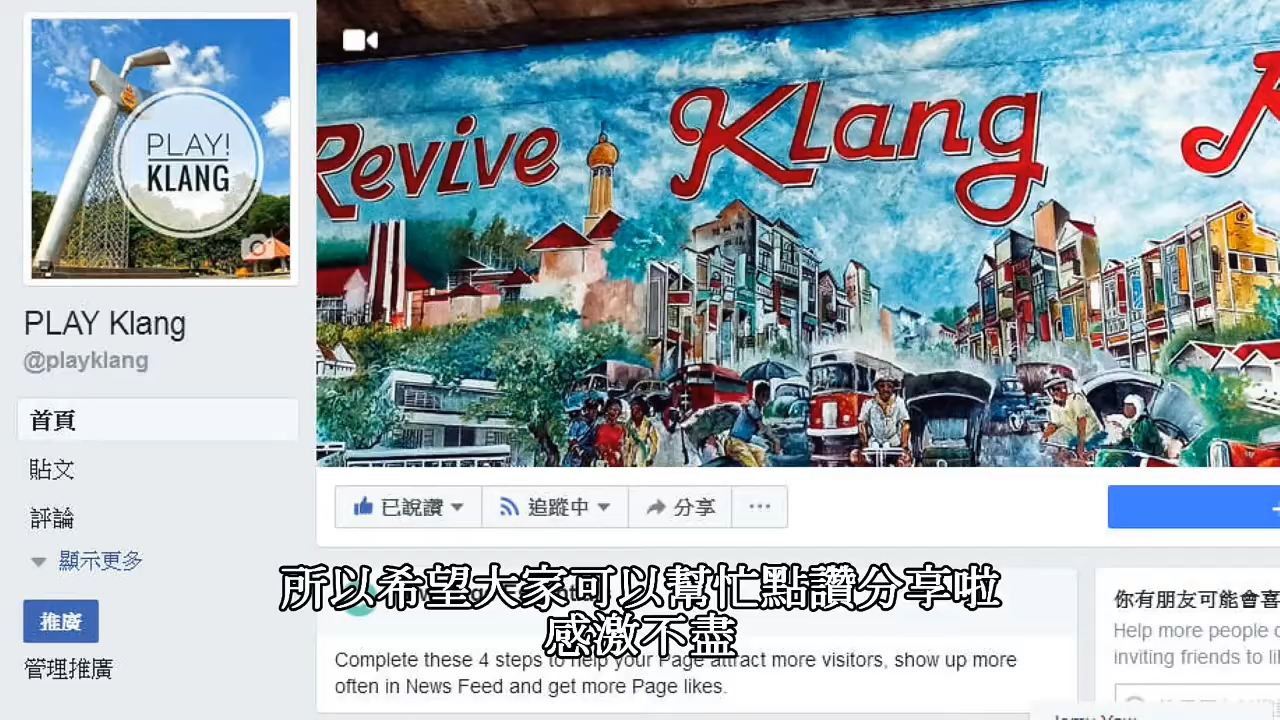 PLAY!
KLANG
Revive Klang
PLAY Klang
@playklang
首頁
貼文
評論
顯示更多
推廣
管理推廣
已說讚
追蹤中
分享
所以希望大家可以幫忙點讚分享啦
感激不盡
Complete these 4 steps to help your Page attract more visitors, show up more
often in News Feed and get more Page likes.
你有朋友可能會喜
Help more people
inviting friends to li